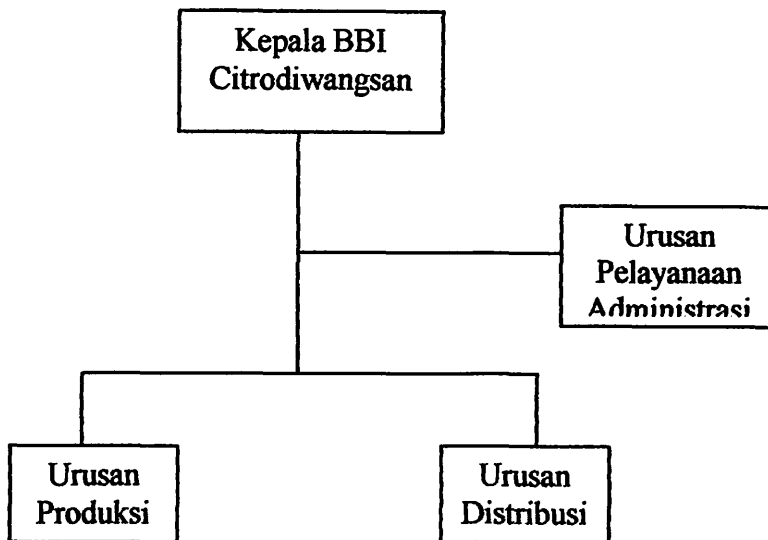 Kepala BBI
Citrodiwangsan
Urusan
Pelayanaan
Administrasi
Urusan
Produksi
Urusan
Distribusi